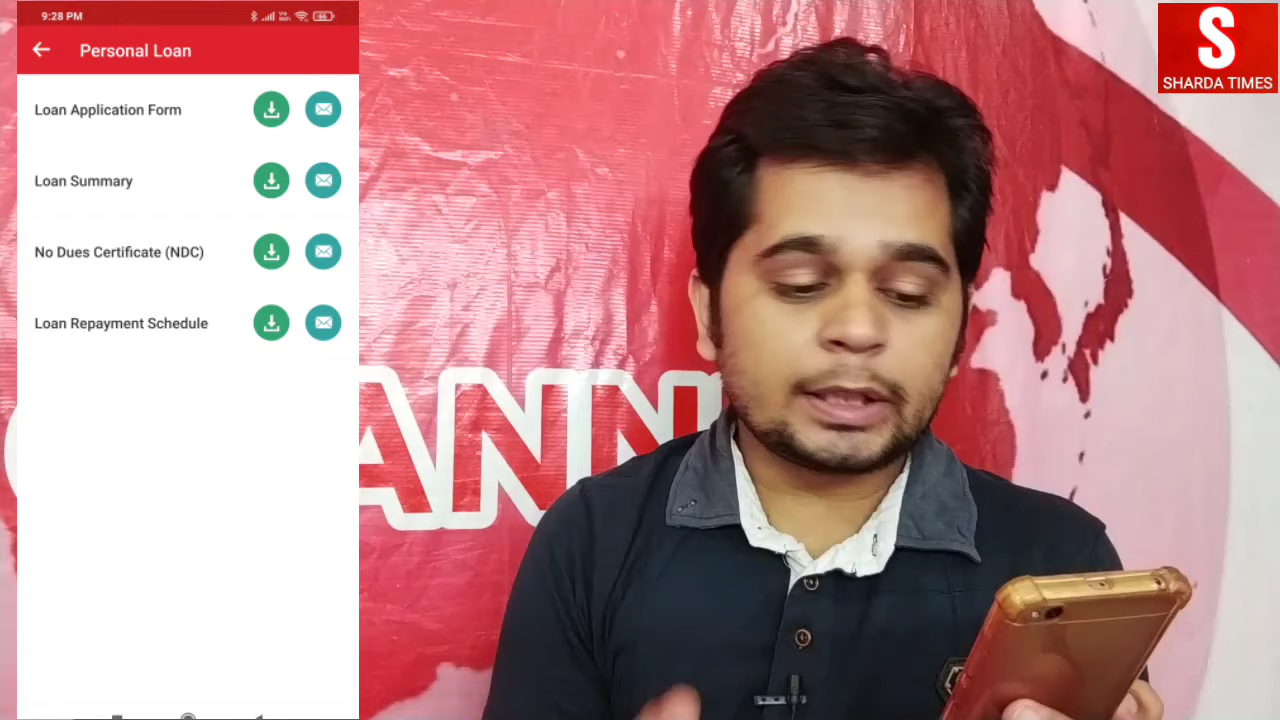 9:28 PM
Personal Loan
Loan Application Form
Loan Summary
No Dues Certificate (NDC)
Loan Repayment Schedule
ANN
S
SHARDA TIMES